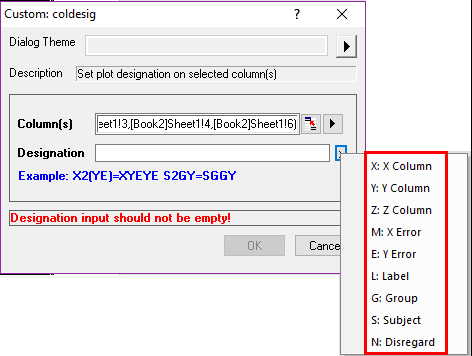 Custom: coldesig
Dialog Theme
Description Set plot designation on selected column(s)
Column(s) eet1!3,[Book2]Sheet1!4,[Book2]Sheet1!6)
Designation
Example: X2(YE)=XYEYE S2GY=SGGY
Designation input should not be empty!
OK Cance
X: X Column
Y: Y Column
Z: Z Column
M: X Error
E: Y Error
L: Label
G: Group
S: Subject
N: Disregard